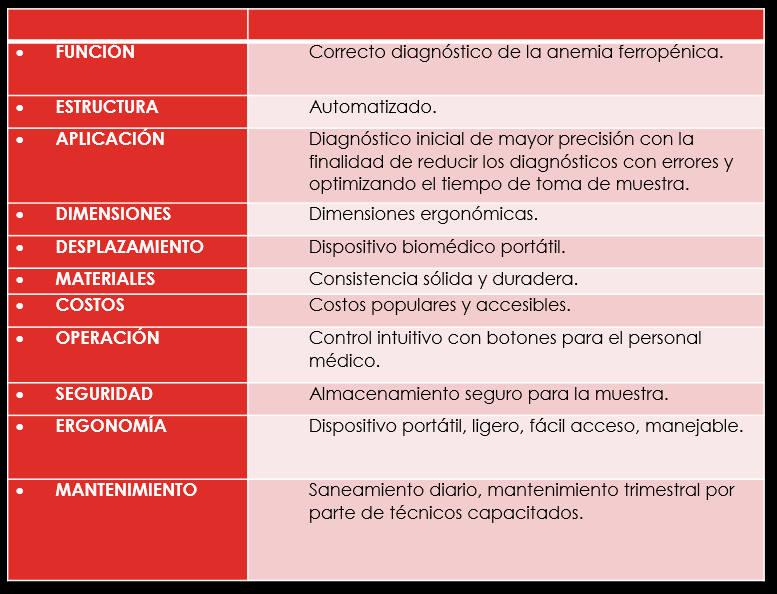 • FUNCIÓN
Correcto diagnóstico de la anemia ferropénica.
• ESTRUCTURA
Automatizado.
• APLICACIÓN
Diagnóstico inicial de mayor precisión con la
finalidad de reducir los diagnósticos con errores y
optimizando el tiempo de toma de muestra.
• DIMENSIONES
Dimensiones ergonómicas.
• DESPLAZAMIENTO
Dispositivo biomédico portátil.
• MATERIALES
Consistencia sólida y duradera.
• COSTOS
Costos populares y accesibles.
• OPERACIÓN
Control intuitivo con botones para el personal
médico.
• SEGURIDAD
Almacenamiento seguro para la muestra.
• ERGONOMÍA
Dispositivo portátil, ligero, fácil acceso, manejable.
• MANTENIMIENTO
Saneamiento diario, mantenimiento trimestral por
parte de técnicos capacitados.